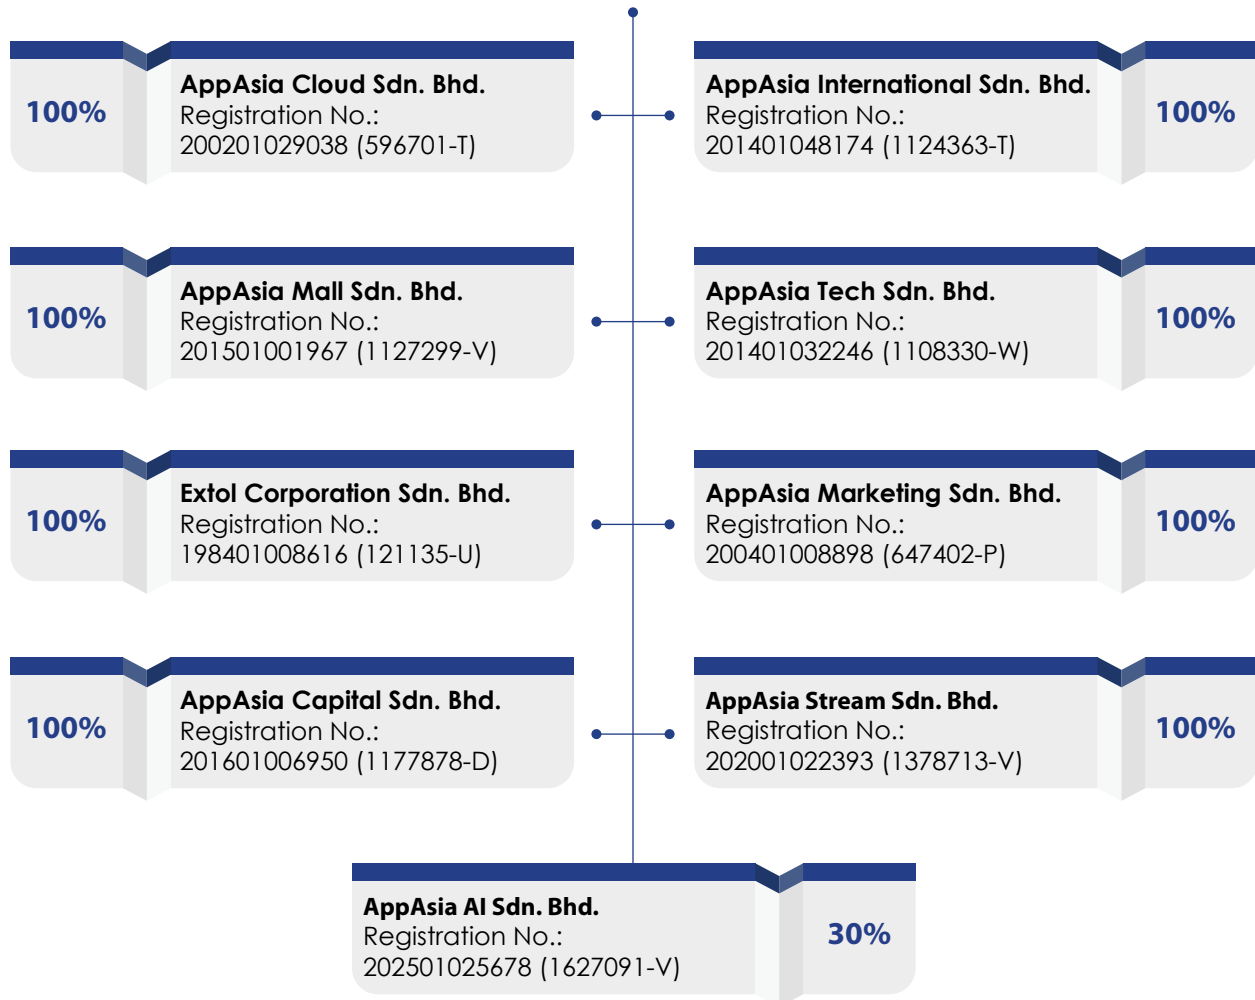 100%
AppAsia Cloud Sdn. Bhd.
Registration No.:
200201029038 (596701-T)
AppAsia International Sdn. Bhd.
Registration No.:
201401048174 (1124363-T)
100%
100%
AppAsia Mall Sdn. Bhd.
Registration No.:
201501001967 (1127299-V)
AppAsia Tech Sdn. Bhd.
Registration No.:
201401032246 (1108330-W)
100%
100%
Extol Corporation Sdn. Bhd.
Registration No.:
198401008616 (121135-U)
AppAsia Marketing Sdn. Bhd.
Registration No.:
200401008898 (647402-P)
100%
100%
AppAsia Capital Sdn. Bhd.
Registration No.:
201601006950 (1177878-D)
AppAsia Stream Sdn. Bhd.
Registration No.:
202001022393 (1378713-V)
100%
AppAsia AI Sdn. Bhd.
Registration No.:
202501025678 (1627091-V)
30%